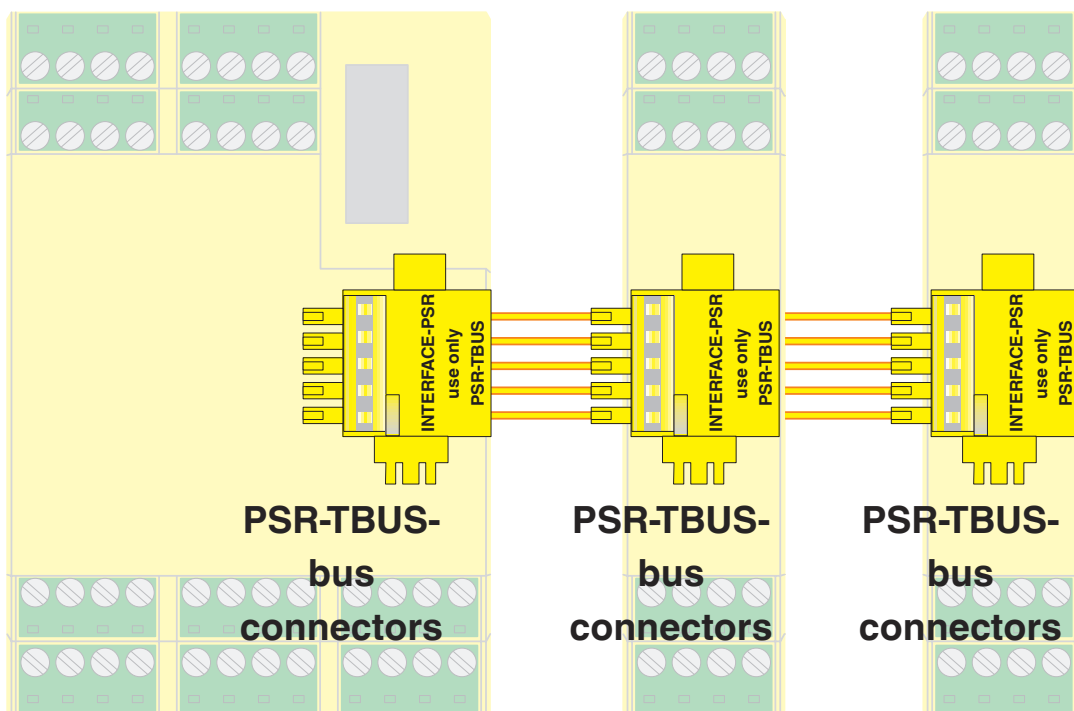 INTERFACE-PSR
use only
PSR-TBUS
INTERFACE-PSR
use only
PSR-TBUS
INTERFACE-PSR
use only
PSR-TBUS
PSR-TBUS-
bus
connectors
PSR-TBUS-
bus
connectors
PSR-TBUS-
bus
connectors